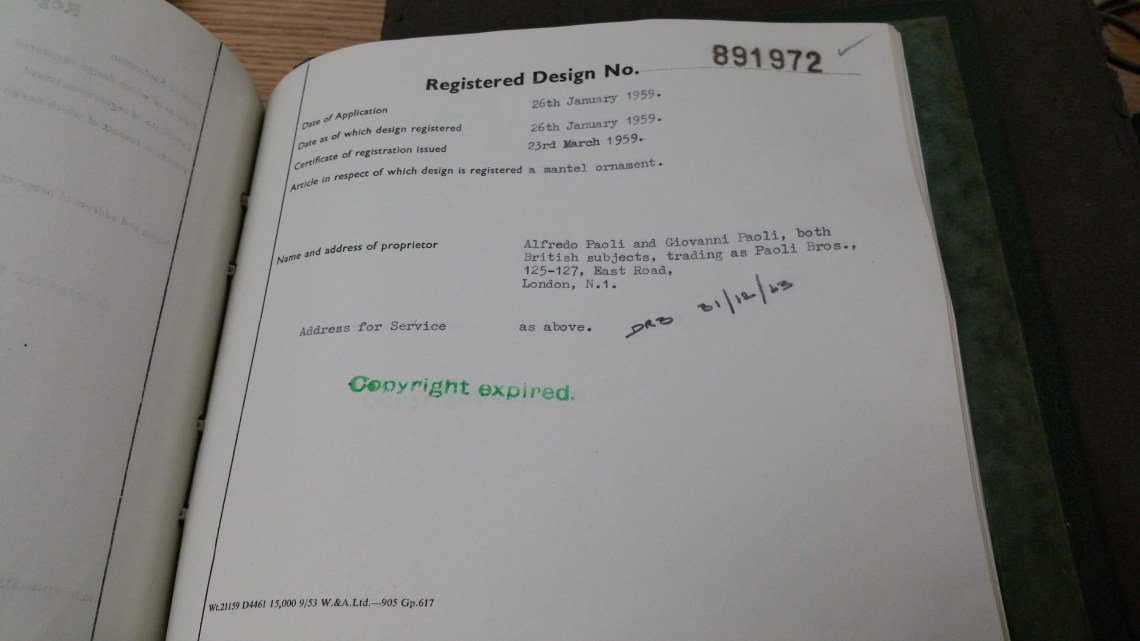 Registered Design No. 891972
Date of Application 26th January 1959.
Date as of which design registered 26th January 1959.
Certificate of registration issued 23rd March 1959.
Article in respect of which design is registered a mantel ornament.
Name and address of proprietor Alfredo Paoli and Giovanni Paoli, both
British subjects, trading as Paoli Bros.,
125-127, East Road,
London, N.1.
Address for Service as above.
31/12/63
Copyright expired.
Wt.21159 D4461 15,000 9/53 W.&A.Ltd.—905 Gp.617